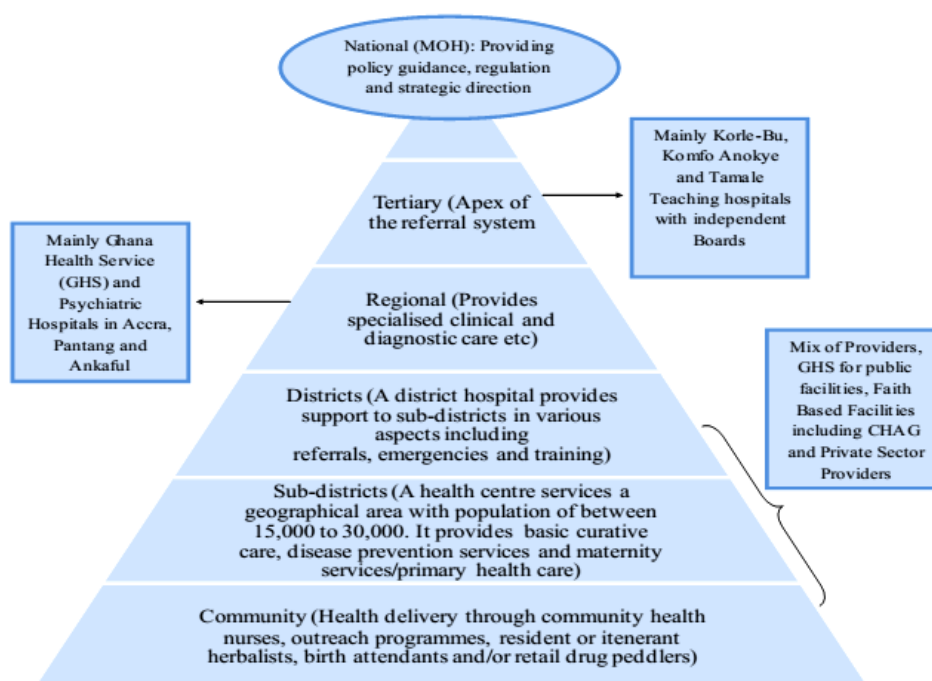 National (MOH): Providing
policy guidance, regulation
and strategic direction
Mainly Korle-Bu,
Komfo Anokye
and Tamale
Teaching hospitals
with independent
Boards
Tertiary (Apex of
the referral system
Mainly Ghana
Health Service
(GHS) and
Psychiatric
Hospitals in Accra,
Pantang and
Ankaful
Regional (Provides
specialised clinical and
diagnostic care etc)
Mix of Providers,
GHS for public
facilities, Faith
Based Facilities
including CHAG
and Private Sector
Providers
Districts (A district hospital provides
support to sub-districts in various
aspects including
referrals, emergencies and training)
Sub-districts (A health centre services a
geographical area with population of between
15,000 to 30,000. It provides basic curative
care, disease prevention services and maternity
services/primary health care)
Community (Health delivery through community health
nurses, outreach programmes, resident or itenerant
herbalists, birth attendants and/or retail drug peddlers)